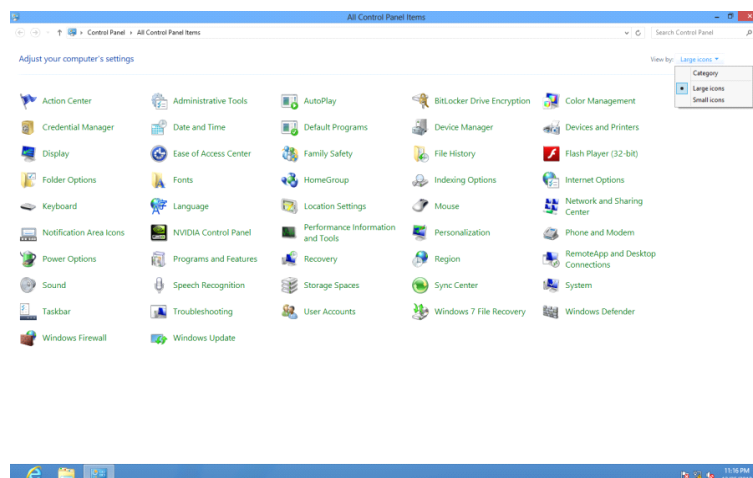 All Control Panel Items
Control Panel All Control Panel Items Search Control Panel
Adjust your computer's settings View by: Large icons
Category
Large icons
Small icons
Action Center Administrative Tools AutoPlay BitLocker Drive Encryption Color Management
Credential Manager Date and Time Default Programs Device Manager Devices and Printers
Display Ease of Access Center Family Safety File History Flash Player (32-bit)
Folder Options Fonts HomeGroup Indexing Options Internet Options
Keyboard Language Location Settings Mouse Network and Sharing
Center
Notification Area Icons NVIDIA Control Panel Performance Information
and Tools Personalization Phone and Modem
Power Options Programs and Features Recovery Region RemoteApp and Desktop
Connections
Sound Speech Recognition Storage Spaces Sync Center System
Taskbar Troubleshooting User Accounts Windows 7 File Recovery Windows Defender
Windows Firewall Windows Update
11:16 PM